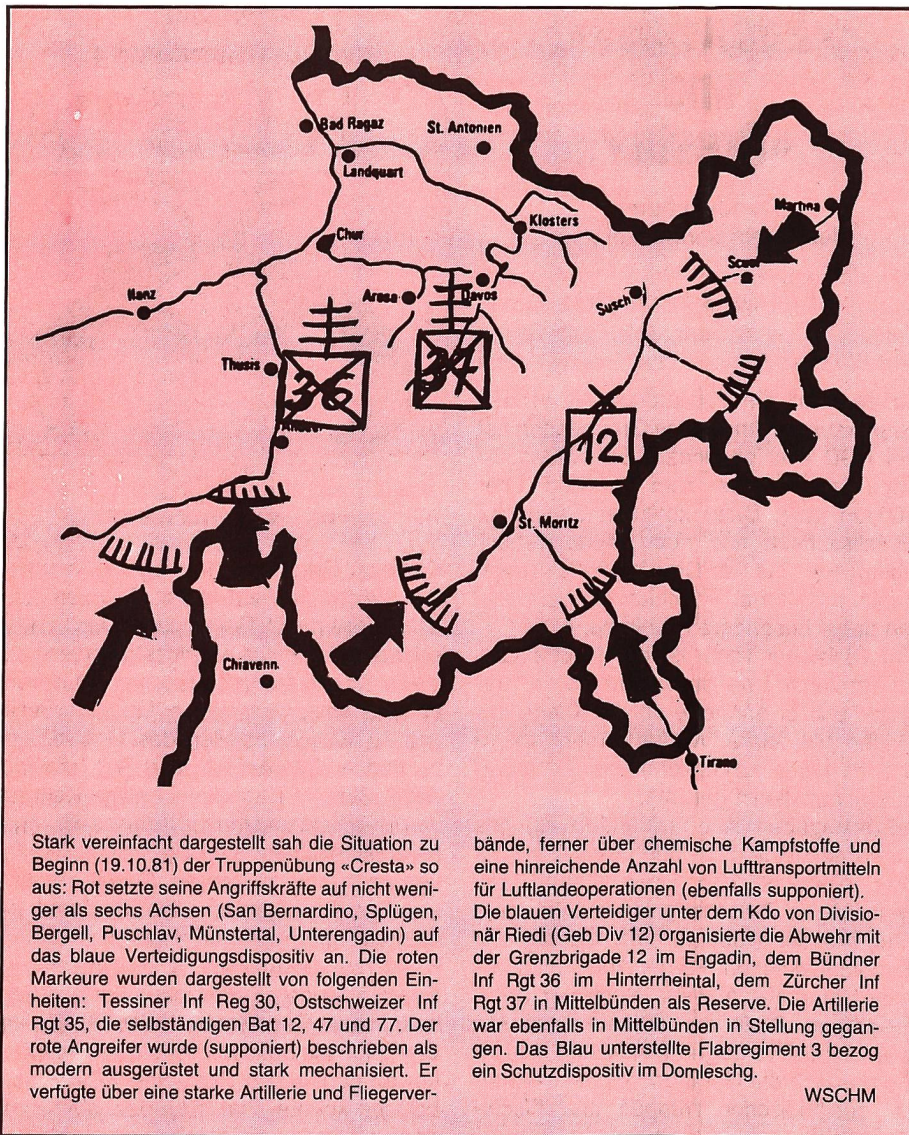 Bad Ragaz
St. Antonien
Landquart
Klosters
Martina
Chur
Scuol
Ilanz
Arosa
Davos
Susch
Thusis
36
37
12
St. Moritz
Chiavenn.
Tirano
Stark vereinfacht dargestellt sah die Situation zu
Beginn (19.10.81) der Truppenübung «Cresta» so
aus: Rot setzte seine Angriffskräfte auf nicht weni-
ger als sechs Achsen (San Bernardino, Splügen,
Bergell, Puschlav, Münstertal, Unterengadin) auf
das blaue Verteidigungsdispositiv an. Die roten
Markeure wurden dargestellt von folgenden Ein-
heiten: Tessiner Inf Reg 30, Ostschweizer Inf
Rgt 35, die selbständigen Bat 12, 47 und 77. Der
rote Angreifer wurde (supponiert) beschrieben als
modern ausgerüstet und stark mechanisiert. Er
verfügte über eine starke Artillerie und Fliegerver-
bände, ferner über chemische Kampfstoffe und
eine hinreichende Anzahl von Lufttransportmitteln
für Luftlandeoperationen (ebenfalls supponiert).
Die blauen Verteidiger unter dem Kdo von Divisio-
när Riedi (Geb Div 12) organisierte die Abwehr mit
der Grenzbrigade 12 im Engadin, dem Bündner
Inf Rgt 36 im Hinterrheintal, dem Zürcher Inf
Rgt 37 in Mittelbünden als Reserve. Die Artillerie
war ebenfalls in Mittelbünden in Stellung gegan-
gen. Das Blau unterstellte Flabregiment 3 bezog
ein Schutzdispositiv im Domleschg.
WSCHM